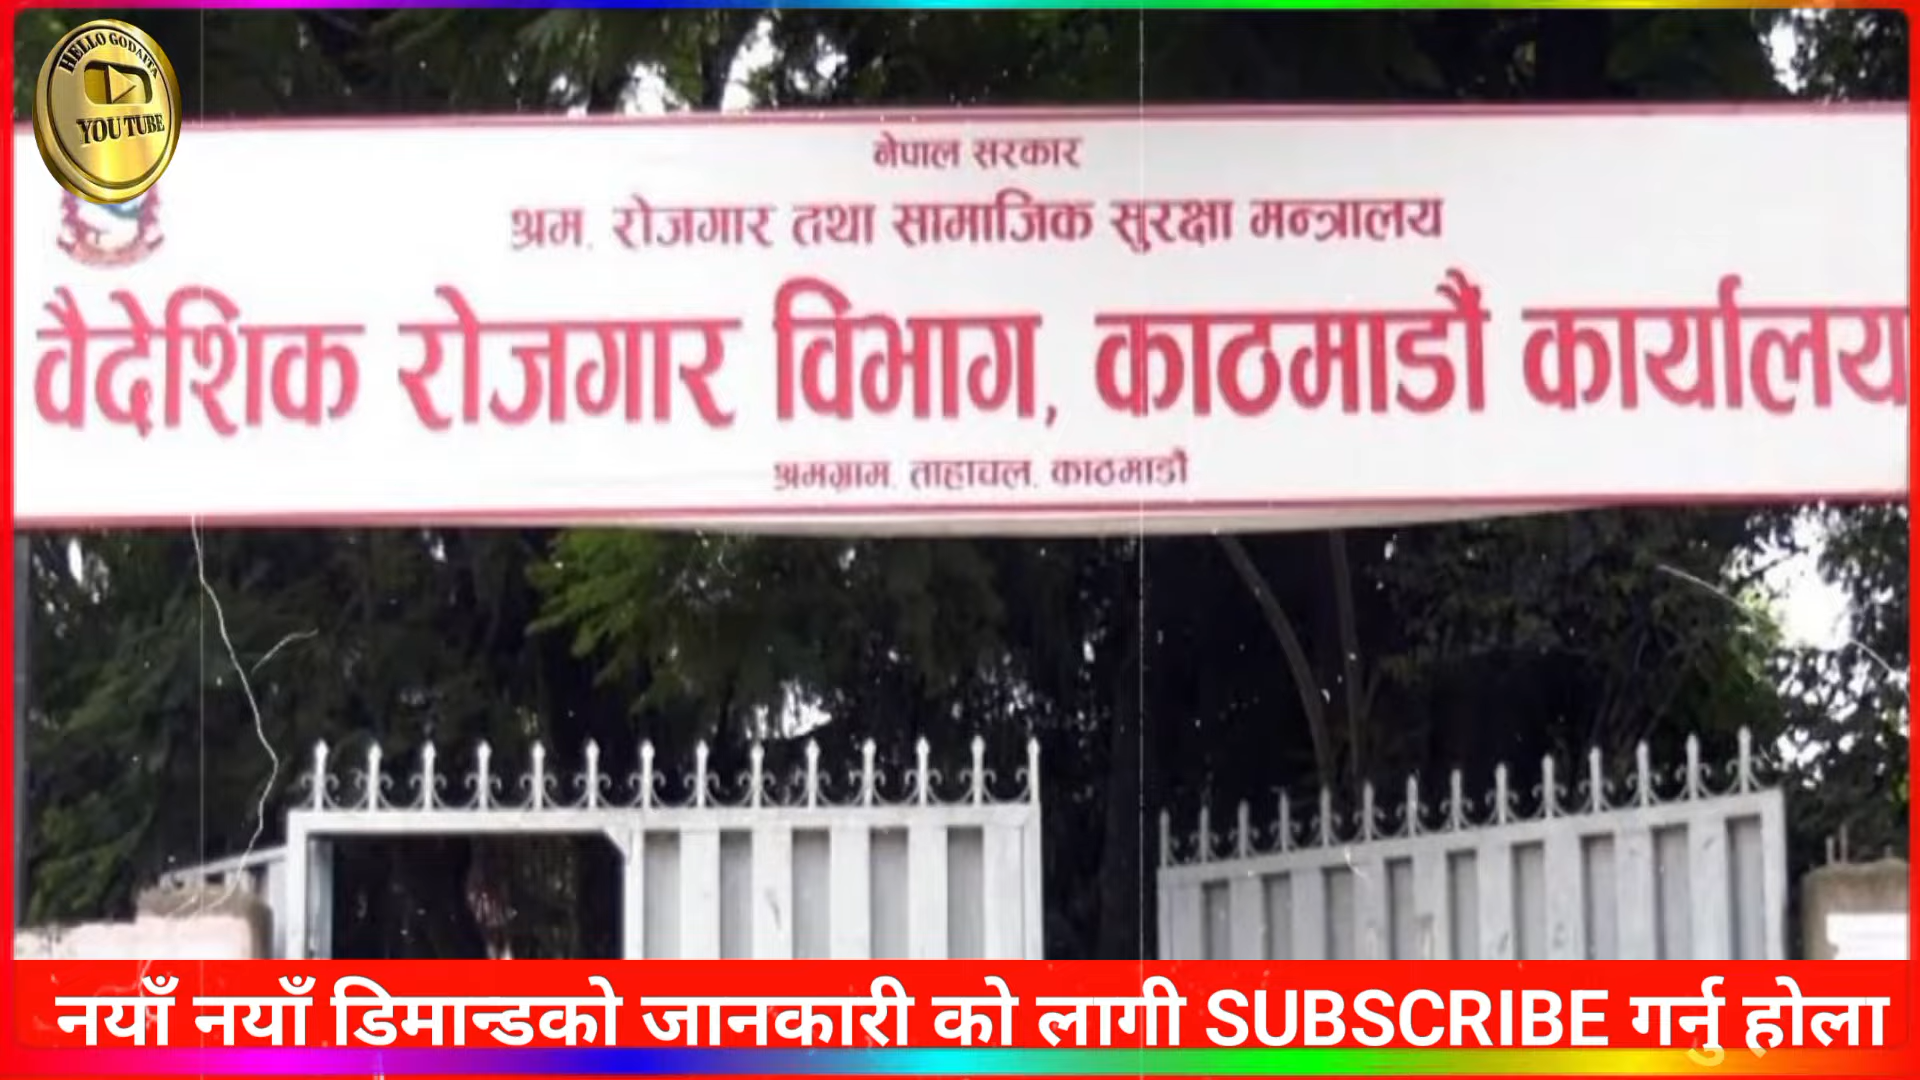 HELLO GODAITA
YOUTUBE
नेपाल सरकार
श्रम, रोजगार तथा सामाजिक सुरक्षा मन्त्रालय
वैदेशिक रोजगार विभाग, काठमाडौं कार्यालय
श्रमग्राम, ताहाचल, काठमाडौं
नयाँ नयाँ डिमान्डको जानकारी को लागी SUBSCRIBE गर्नु होला